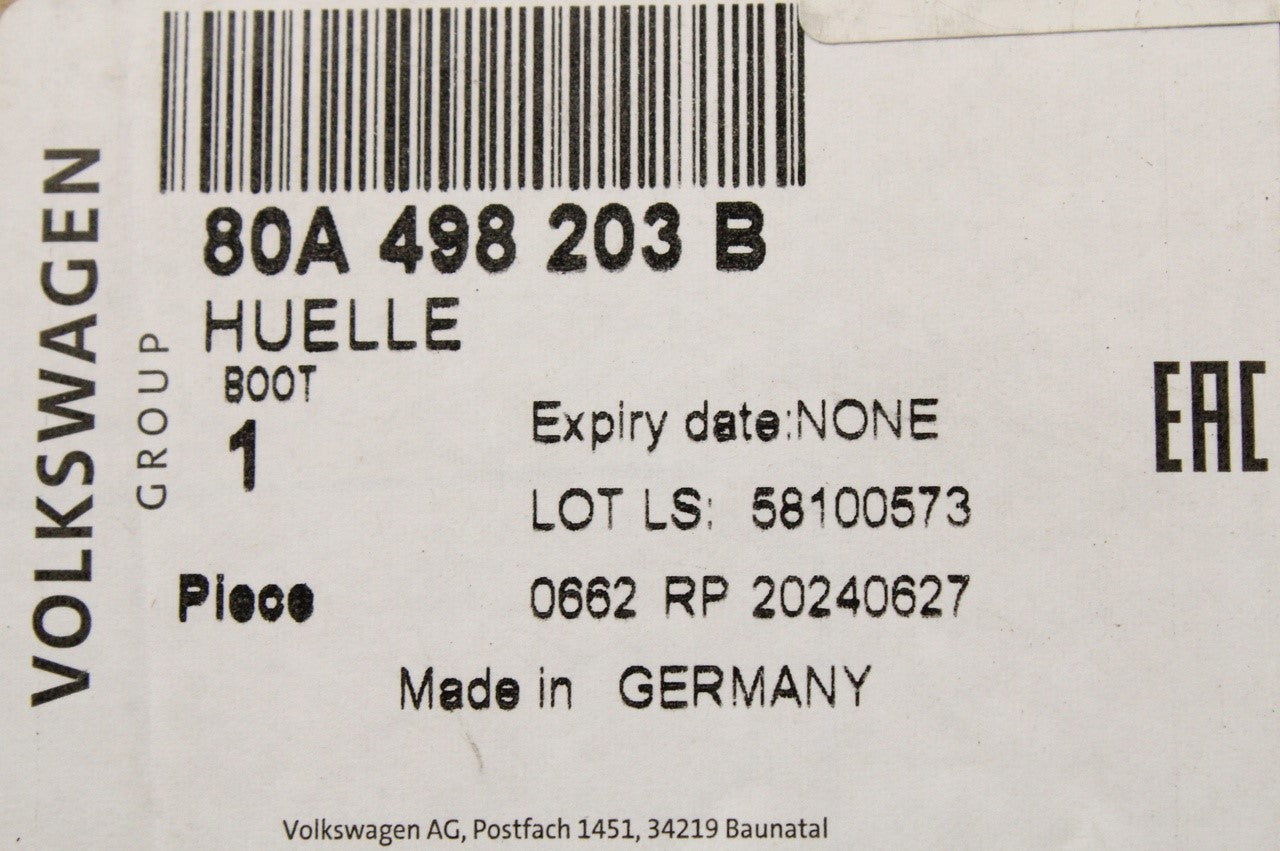 VOLKSWAGEN
GROUP
80A 498 203 B
HUELLE
BOOT
1
Expiry date:NONE
EAC
LOT LS: 58100573
Piece
0662 RP 20240627
Made in GERMANY
Volkswagen AG, Postfach 1451, 34219 Baunatal